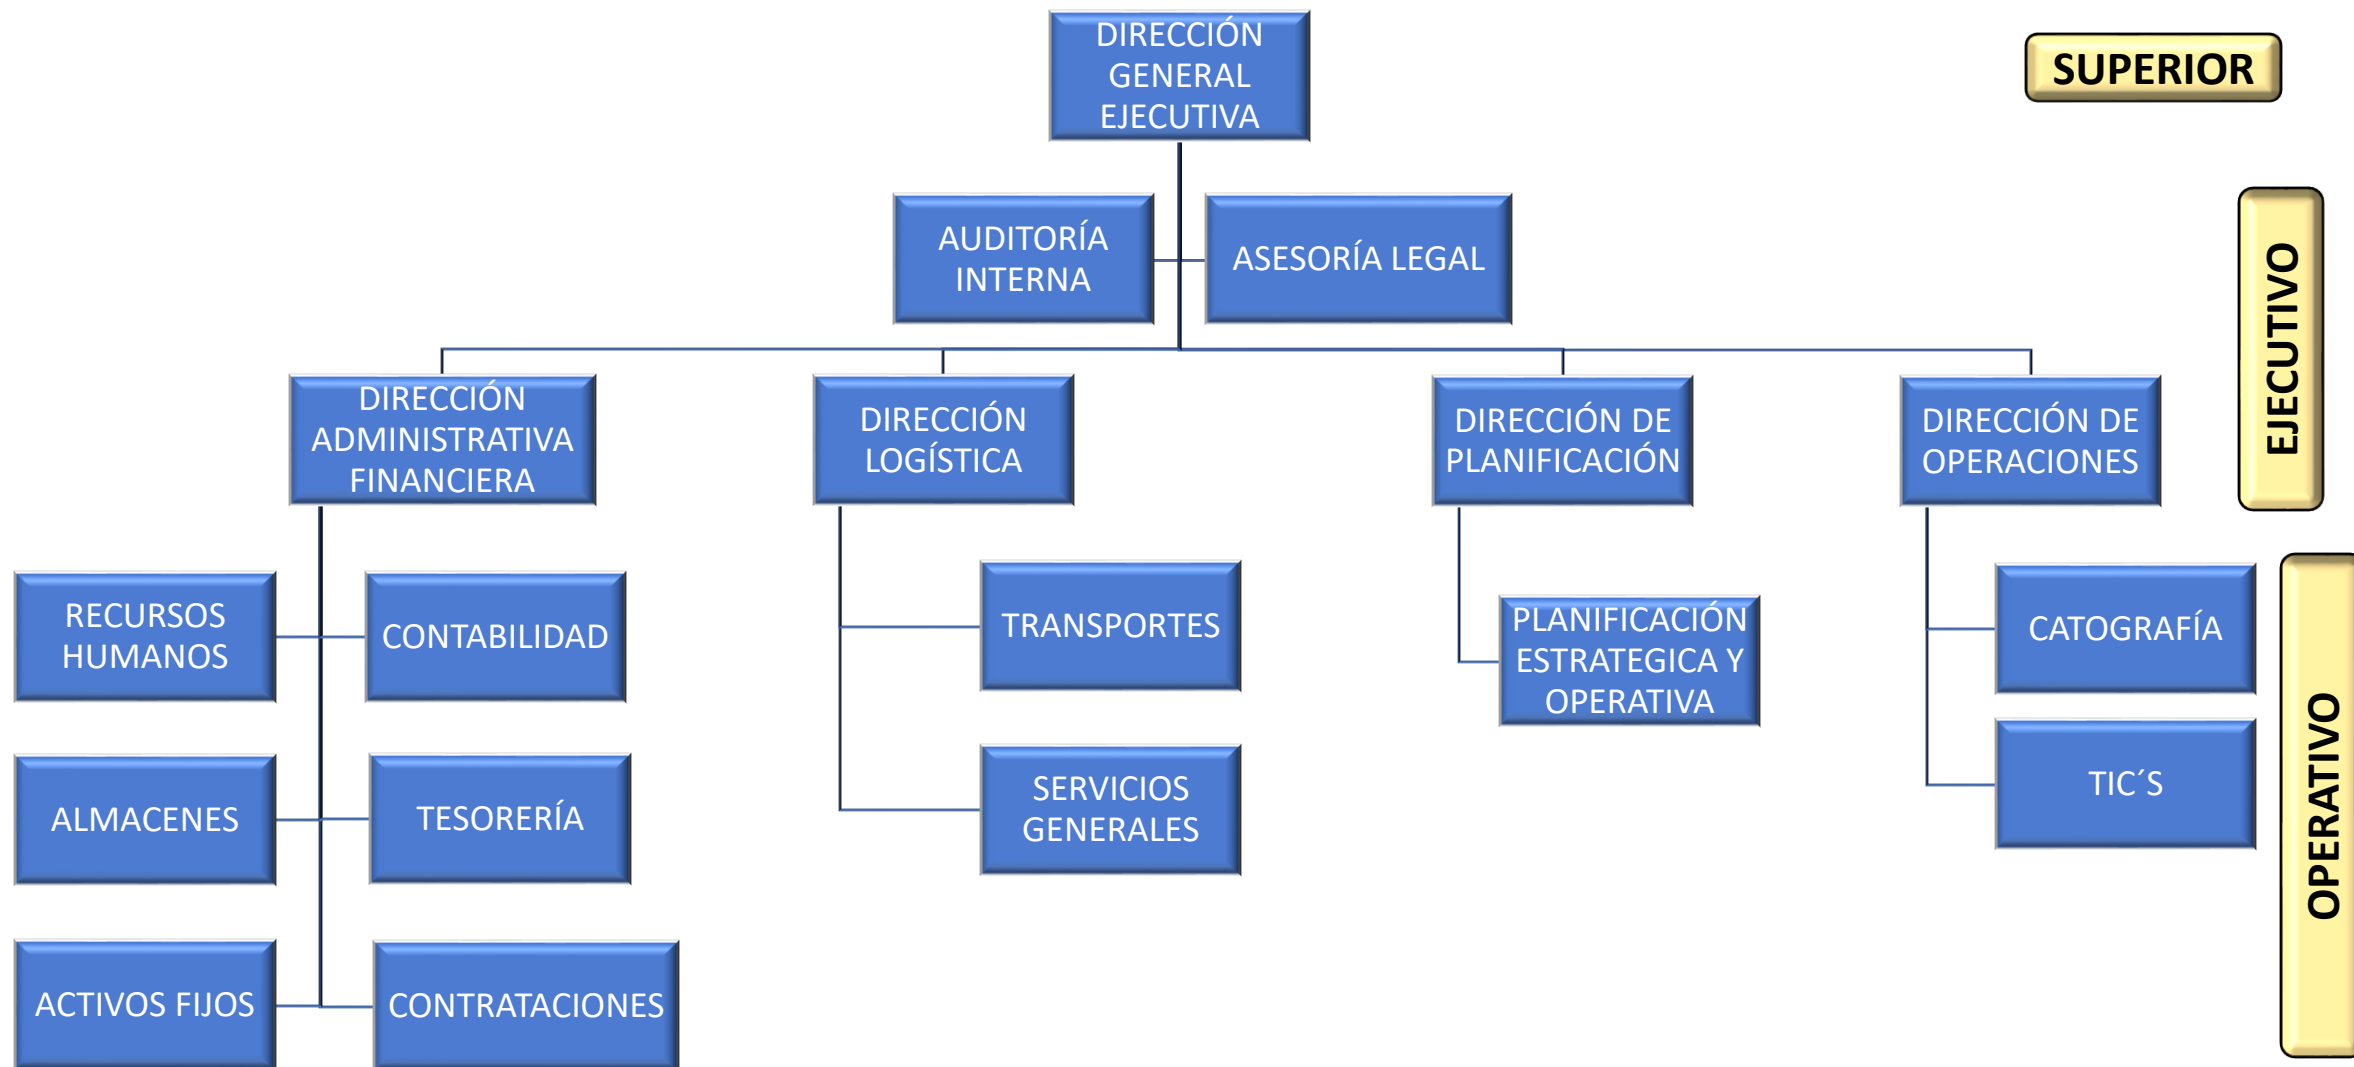 DIRECCIÓN
GENERAL
EJECUTIVA
SUPERIOR
AUDITORÍA
INTERNA
ASESORÍA LEGAL
EJECUTIVO
DIRECCIÓN
ADMINISTRATIVA
FINANCIERA
DIRECCIÓN
LOGÍSTICA
DIRECCIÓN DE
PLANIFICACIÓN
DIRECCIÓN DE
OPERACIONES
RECURSOS
HUMANOS
CONTABILIDAD
ALMACENES
TESORERÍA
ACTIVOS FIJOS
CONTRATACIONES
TRANSPORTES
SERVICIOS
GENERALES
PLANIFICACIÓN
ESTRATEGICA Y
OPERATIVA
CATOGRAFÍA
TIC´S
OPERATIVO